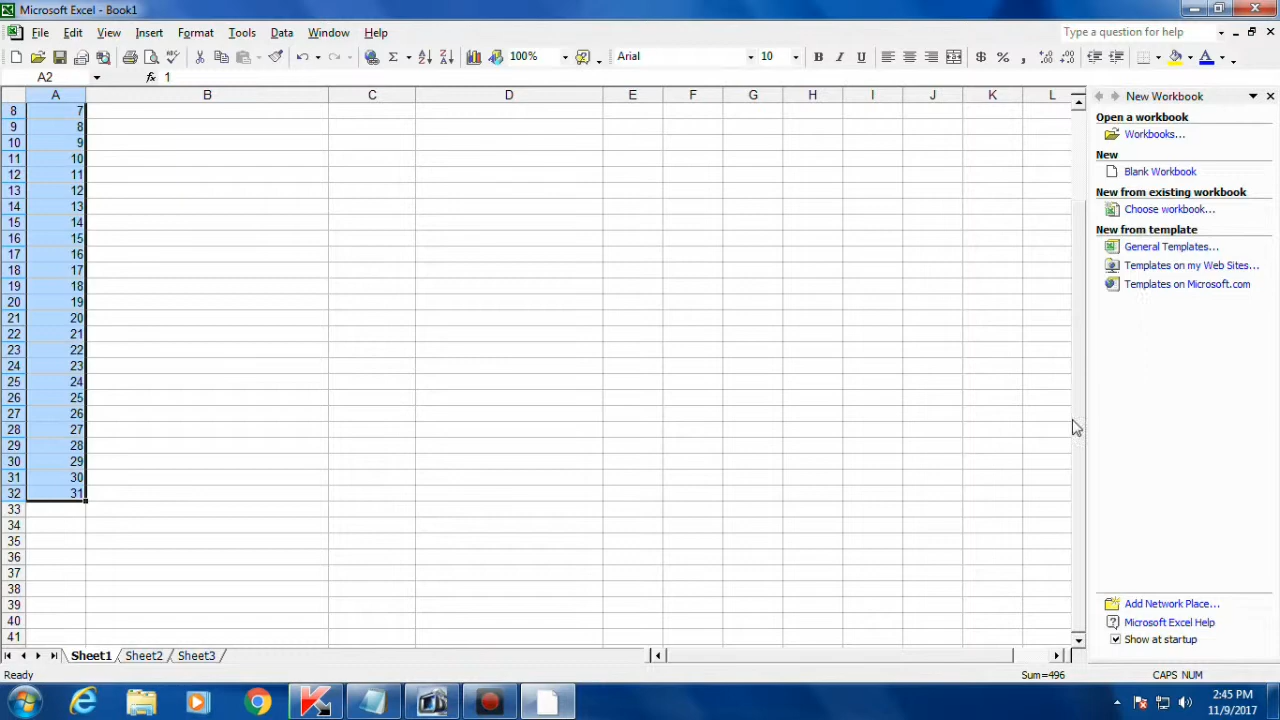 Microsoft Excel - Book1
File Edit View Insert Format Tools Data Window Help
Type a question for help
100%
Arial
10
B I U $ % ,
A2
fx 1
A B C D E F G H I J K L
New Workbook
8 7
9 8
10 9
11 10
12 11
13 12
14 13
15 14
16 15
17 16
18 17
19 18
20 19
21 20
22 21
23 22
24 23
25 24
26 25
27 26
28 27
29 28
30 29
31 30
32 31
33
34
35
36
37
38
39
40
41
Open a workbook
Workbooks...
New
Blank Workbook
New from existing workbook
Choose workbook...
New from template
General Templates...
Templates on my Web Sites...
Templates on Microsoft.com
Add Network Place...
Microsoft Excel Help
Show at startup
Sheet1 Sheet2 Sheet3
Ready
Sum=496
CAPS NUM
2:45 PM
11/9/2017